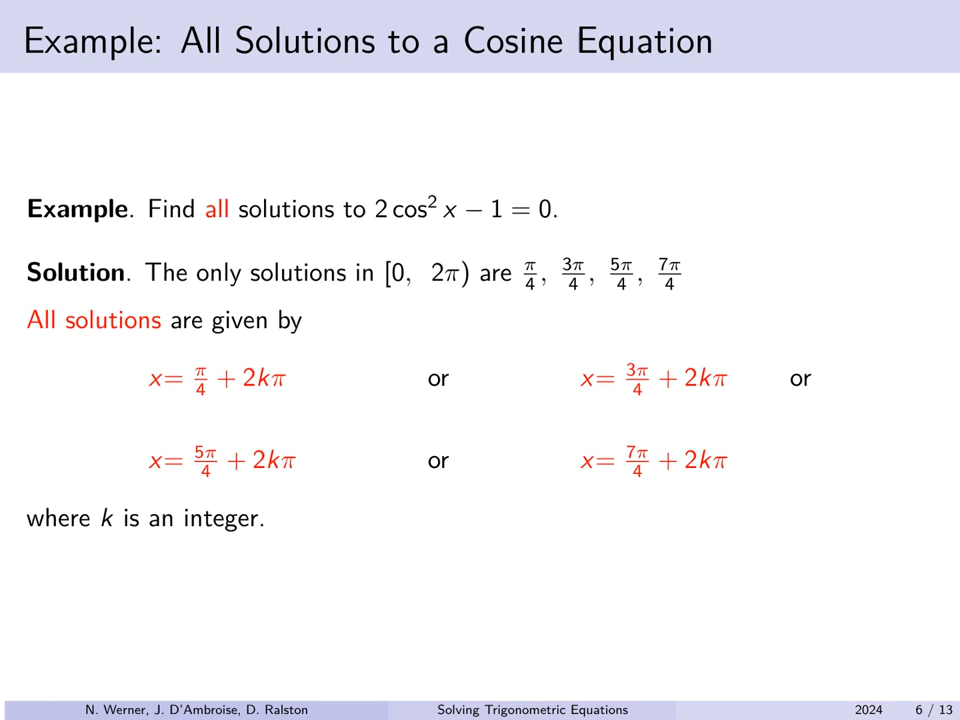 Example: All Solutions to a Cosine Equation
Example. Find all solutions to 2 cos² x − 1 = 0.
Solution. The only solutions in [0, 2π) are π/4, 3π/4, 5π/4, 7π/4
All solutions are given by
x= π/4 + 2kπ or x= 3π/4 + 2kπ or
x= 5π/4 + 2kπ or x= 7π/4 + 2kπ
where k is an integer.
N. Werner, J. D'Ambroise, D. Ralston Solving Trigonometric Equations 2024 6 / 13